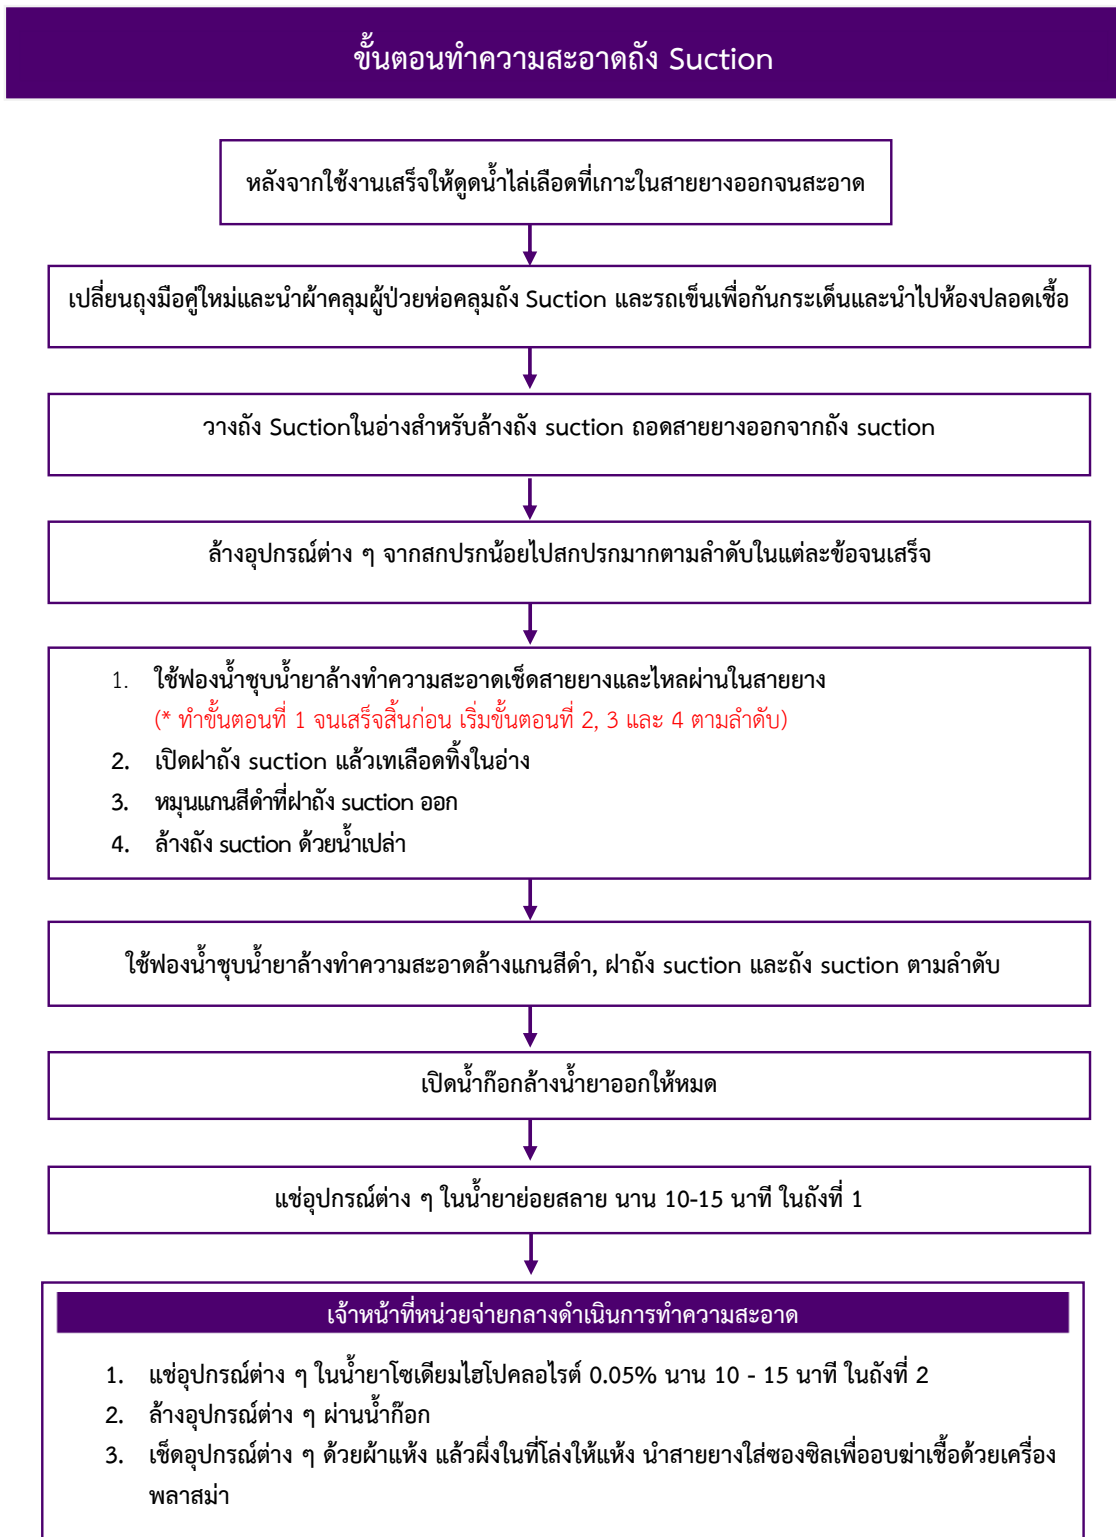 ขั้นตอนทำความสะอาดถัง Suction
หลังจากใช้งานเสร็จให้ดูดน้ำไล่เลือดที่เกาะในสายยางออกจนสะอาด
เปลี่ยนถุงมือคู่ใหม่และนำผ้าคลุมผู้ป่วยห่อคลุมถัง Suction และรถเข็นเพื่อกันกระเด็นและนำไปห้องปลอดเชื้อ
วางถัง Suctionในอ่างสำหรับล้างถัง suction ถอดสายยางออกจากถัง suction
ล้างอุปกรณ์ต่าง ๆ จากสกปรกน้อยไปสกปรกมากตามลำดับในแต่ละข้อจนเสร็จ
1. ใช้ฟองน้ำชุบน้ำยาล้างทำความสะอาดเช็ดสายยางและไหลผ่านในสายยาง
(* ทำขั้นตอนที่ 1 จนเสร็จสิ้นก่อน เริ่มขั้นตอนที่ 2, 3 และ 4 ตามลำดับ)
2. เปิดฝาถัง suction แล้วเทเลือดทิ้งในอ่าง
3. หมุนแกนสีดำที่ฝาถัง suction ออก
4. ล้างถัง suction ด้วยน้ำเปล่า
ใช้ฟองน้ำชุบน้ำยาล้างทำความสะอาดล้างแกนสีดำ, ฝาถัง suction และถัง suction ตามลำดับ
เปิดน้ำก๊อกล้างน้ำยาออกให้หมด
แช่อุปกรณ์ต่าง ๆ ในน้ำยาย่อยสลาย นาน 10-15 นาที ในถังที่ 1
เจ้าหน้าที่หน่วยจ่ายกลางดำเนินการทำความสะอาด
1. แช่อุปกรณ์ต่าง ๆ ในน้ำยาโซเดียมไฮโปคลอไรต์ 0.05% นาน 10 - 15 นาที ในถังที่ 2
2. ล้างอุปกรณ์ต่าง ๆ ผ่านน้ำก๊อก
3. เช็ดอุปกรณ์ต่าง ๆ ด้วยผ้าแห้ง แล้วผึ่งในที่โล่งให้แห้ง นำสายยางใส่ซองซิลเพื่ออบฆ่าเชื้อด้วยเครื่อง
พลาสม่า